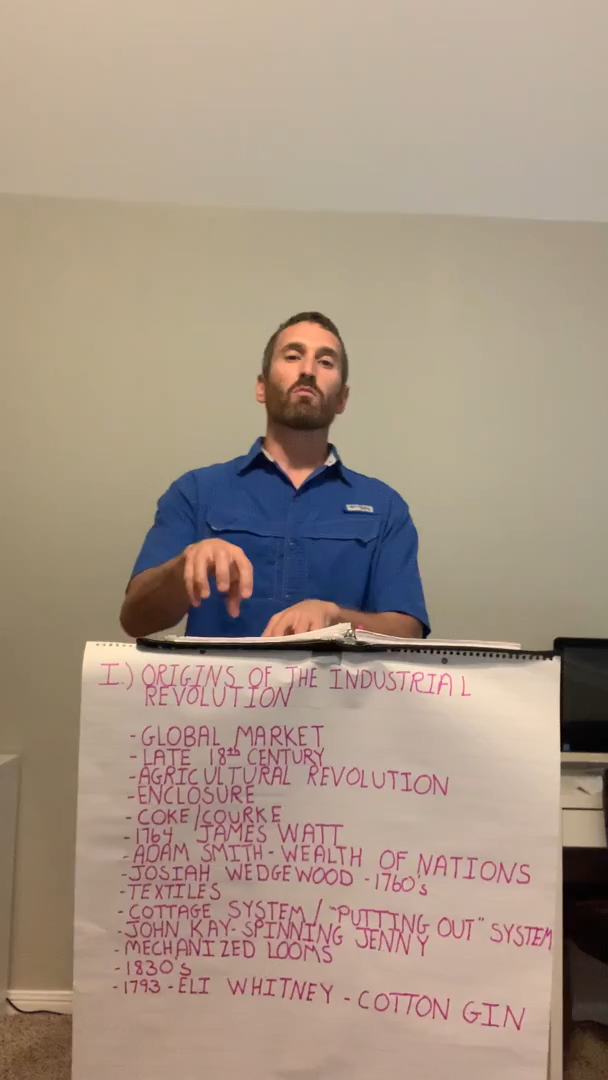 I.) ORIGINS OF THE INDUSTRIAL
REVOLUTION
- GLOBAL MARKET
- LATE 18th CENTURY
- AGRICULTURAL REVOLUTION
- ENCLOSURE
- COKE/COURKE
- 1764 JAMES WATT
- ADAM SMITH - WEALTH OF NATIONS
- JOSIAH WEDGEWOOD - 1760's
- TEXTILES
- COTTAGE SYSTEM / "PUTTING OUT" SYSTEM
- JOHN KAY - SPINNING JENNY
- MECHANIZED LOOMS
- 1830's
- 1793 - ELI WHITNEY - COTTON GIN